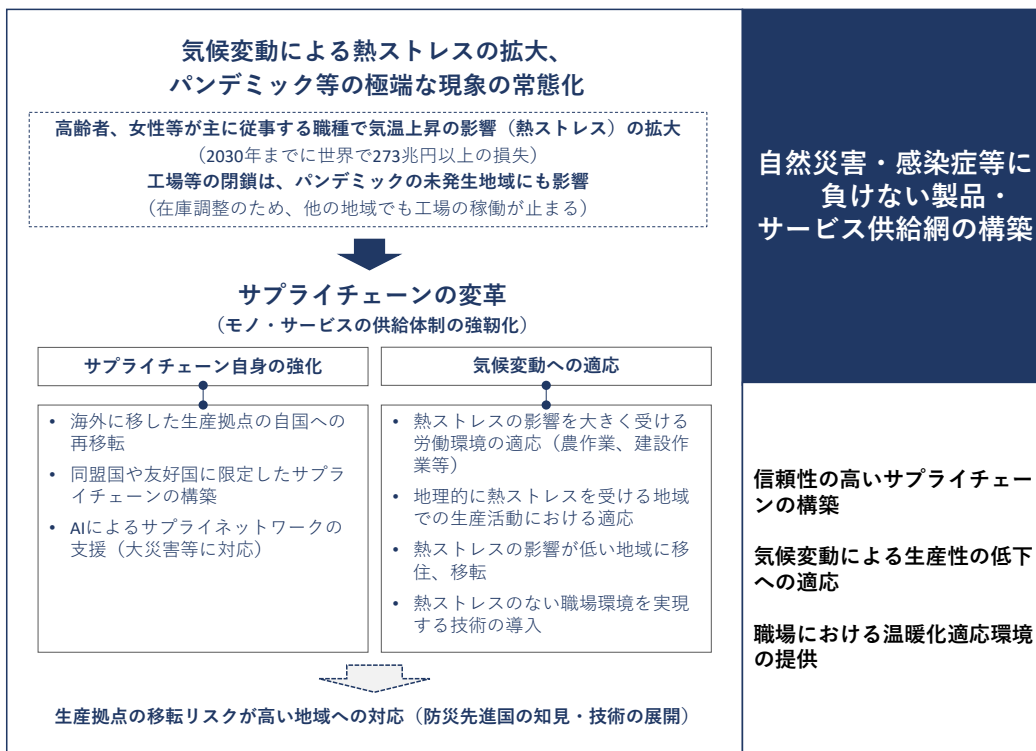 気候変動による熱ストレスの拡大、
パンデミック等の極端な現象の常態化
高齢者、女性等が主に従事する職種で気温上昇の影響（熱ストレス）の拡大
（2030年までに世界で273兆円以上の損失）
工場等の閉鎖は、パンデミックの未発生地域にも影響
（在庫調整のため、他の地域でも工場の稼働が止まる）
サプライチェーンの変革
（モノ・サービスの供給体制の強靭化）
サプライチェーン自身の強化
• 海外に移した生産拠点の自国への
再移転
• 同盟国や友好国に限定したサプラ
イチェーンの構築
• AIによるサプライネットワークの
支援（大災害等に対応）
気候変動への適応
• 熱ストレスの影響を大きく受ける
労働環境の適応（農作業、建設作
業等）
• 地理的に熱ストレスを受ける地域
での生産活動における適応
• 熱ストレスの影響が低い地域に移
住、移転
• 熱ストレスのない職場環境を実現
する技術の導入
生産拠点の移転リスクが高い地域への対応（防災先進国の知見・技術の展開）
自然災害・感染症等に
負けない製品・
サービス供給網の構築
信頼性の高いサプライチェー
ンの構築
気候変動による生産性の低下
への適応
職場における温暖化適応環境
の提供